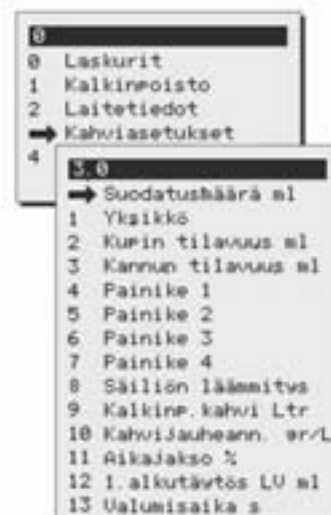 0
0 Laskurit
1 Kalkinpoisto
2 Laitetiedot
➡ Kahviasetukset
4
3.0
➡ Suodatusmäärä ml
1 Yksikkö
2 Kupin tilavuus ml
3 Kannun tilavuus ml
4 Painike 1
5 Painike 2
6 Painike 3
7 Painike 4
8 Säiliön lämmitys
9 Kalkinp.kahvi Ltr
10 Kahvijauheann. gr/L
11 Aikajakso %
12 1.alkutäytös LV ml
13 Valumisaika s